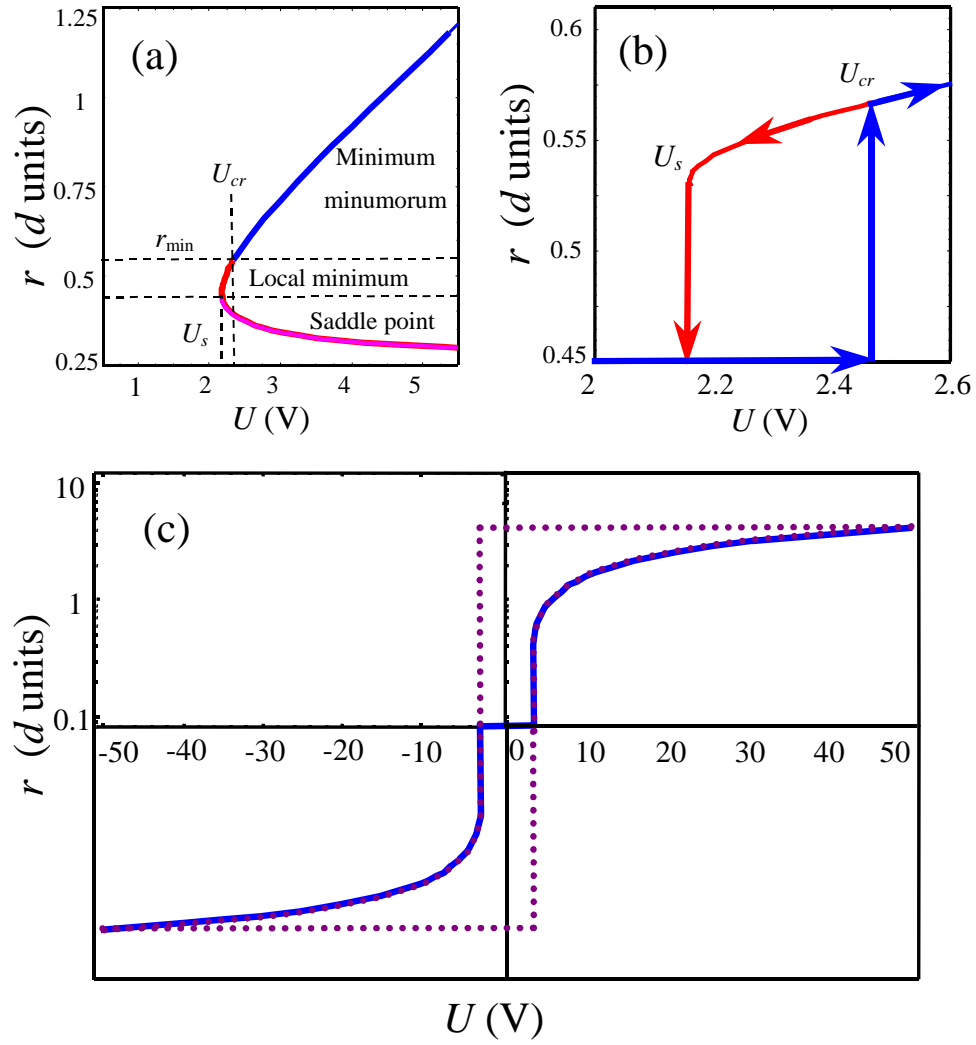 (a)
1.25
1
0.75
0.5
0.25
r (d units)
U_cr
Minimum
minumorum
r_min
Local minimum
U_s
Saddle point
1
2
3
4
5
U (V)
(b)
0.6
0.55
0.5
0.45
r (d units)
U_cr
U_s
2
2.2
2.4
2.6
U (V)
(c)
10
1
0.1
r (d units)
-50
-40
-30
-20
-10
0
10
20
30
40
50
U (V)